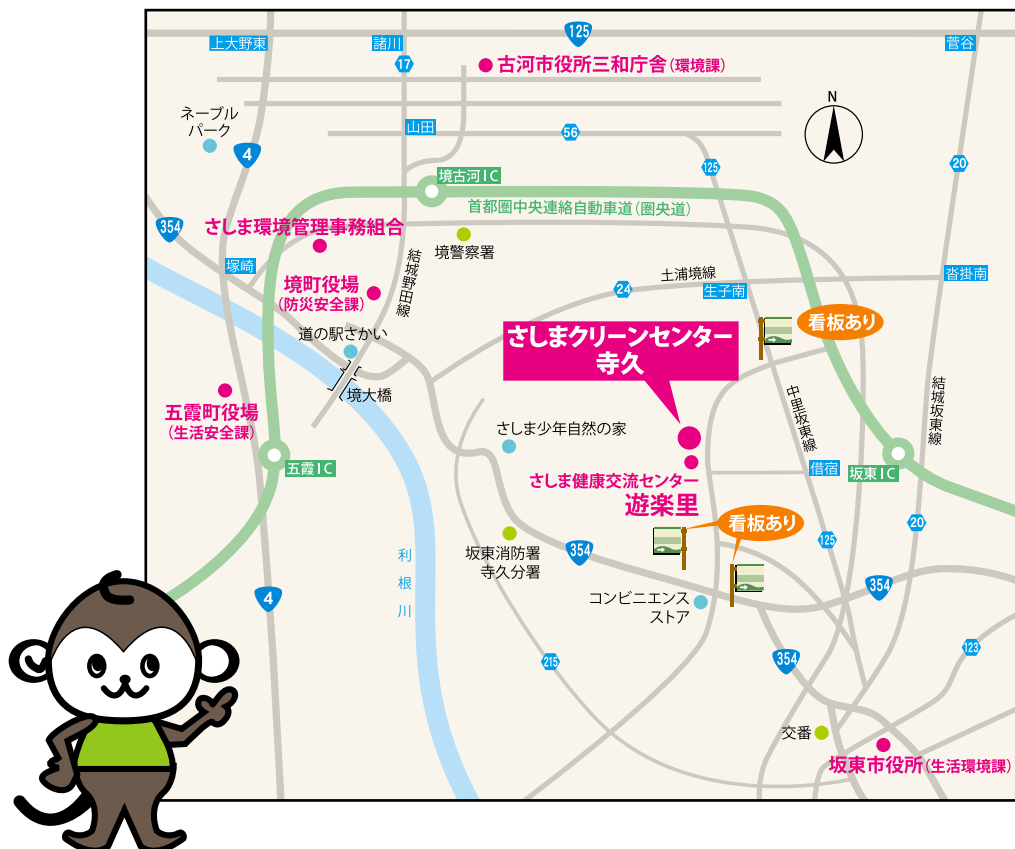 125
上大野東
諸川
菅谷
17
古河市役所三和庁舎(環境課)
ネーブル
パーク
山田
56
N
4
125
20
境古河IC
首都圏中央連絡自動車道(圏央道)
354
さしま環境管理事務組合
境警察署
塚崎
結城野田線
土浦境線
沓掛南
境町役場
(防災安全課)
24
生子南
看板あり
道の駅さかい
さしまクリーンセンター
寺久
境大橋
五霞町役場
(生活安全課)
中里坂東線
結城坂東線
さしま少年自然の家
五霞IC
借宿
坂東IC
さしま健康交流センター
遊楽里
看板あり
20
坂東消防署
寺久分署
354
125
利根川
4
コンビニエンス
ストア
354
215
354
123
交番
坂東市役所(生活環境課)